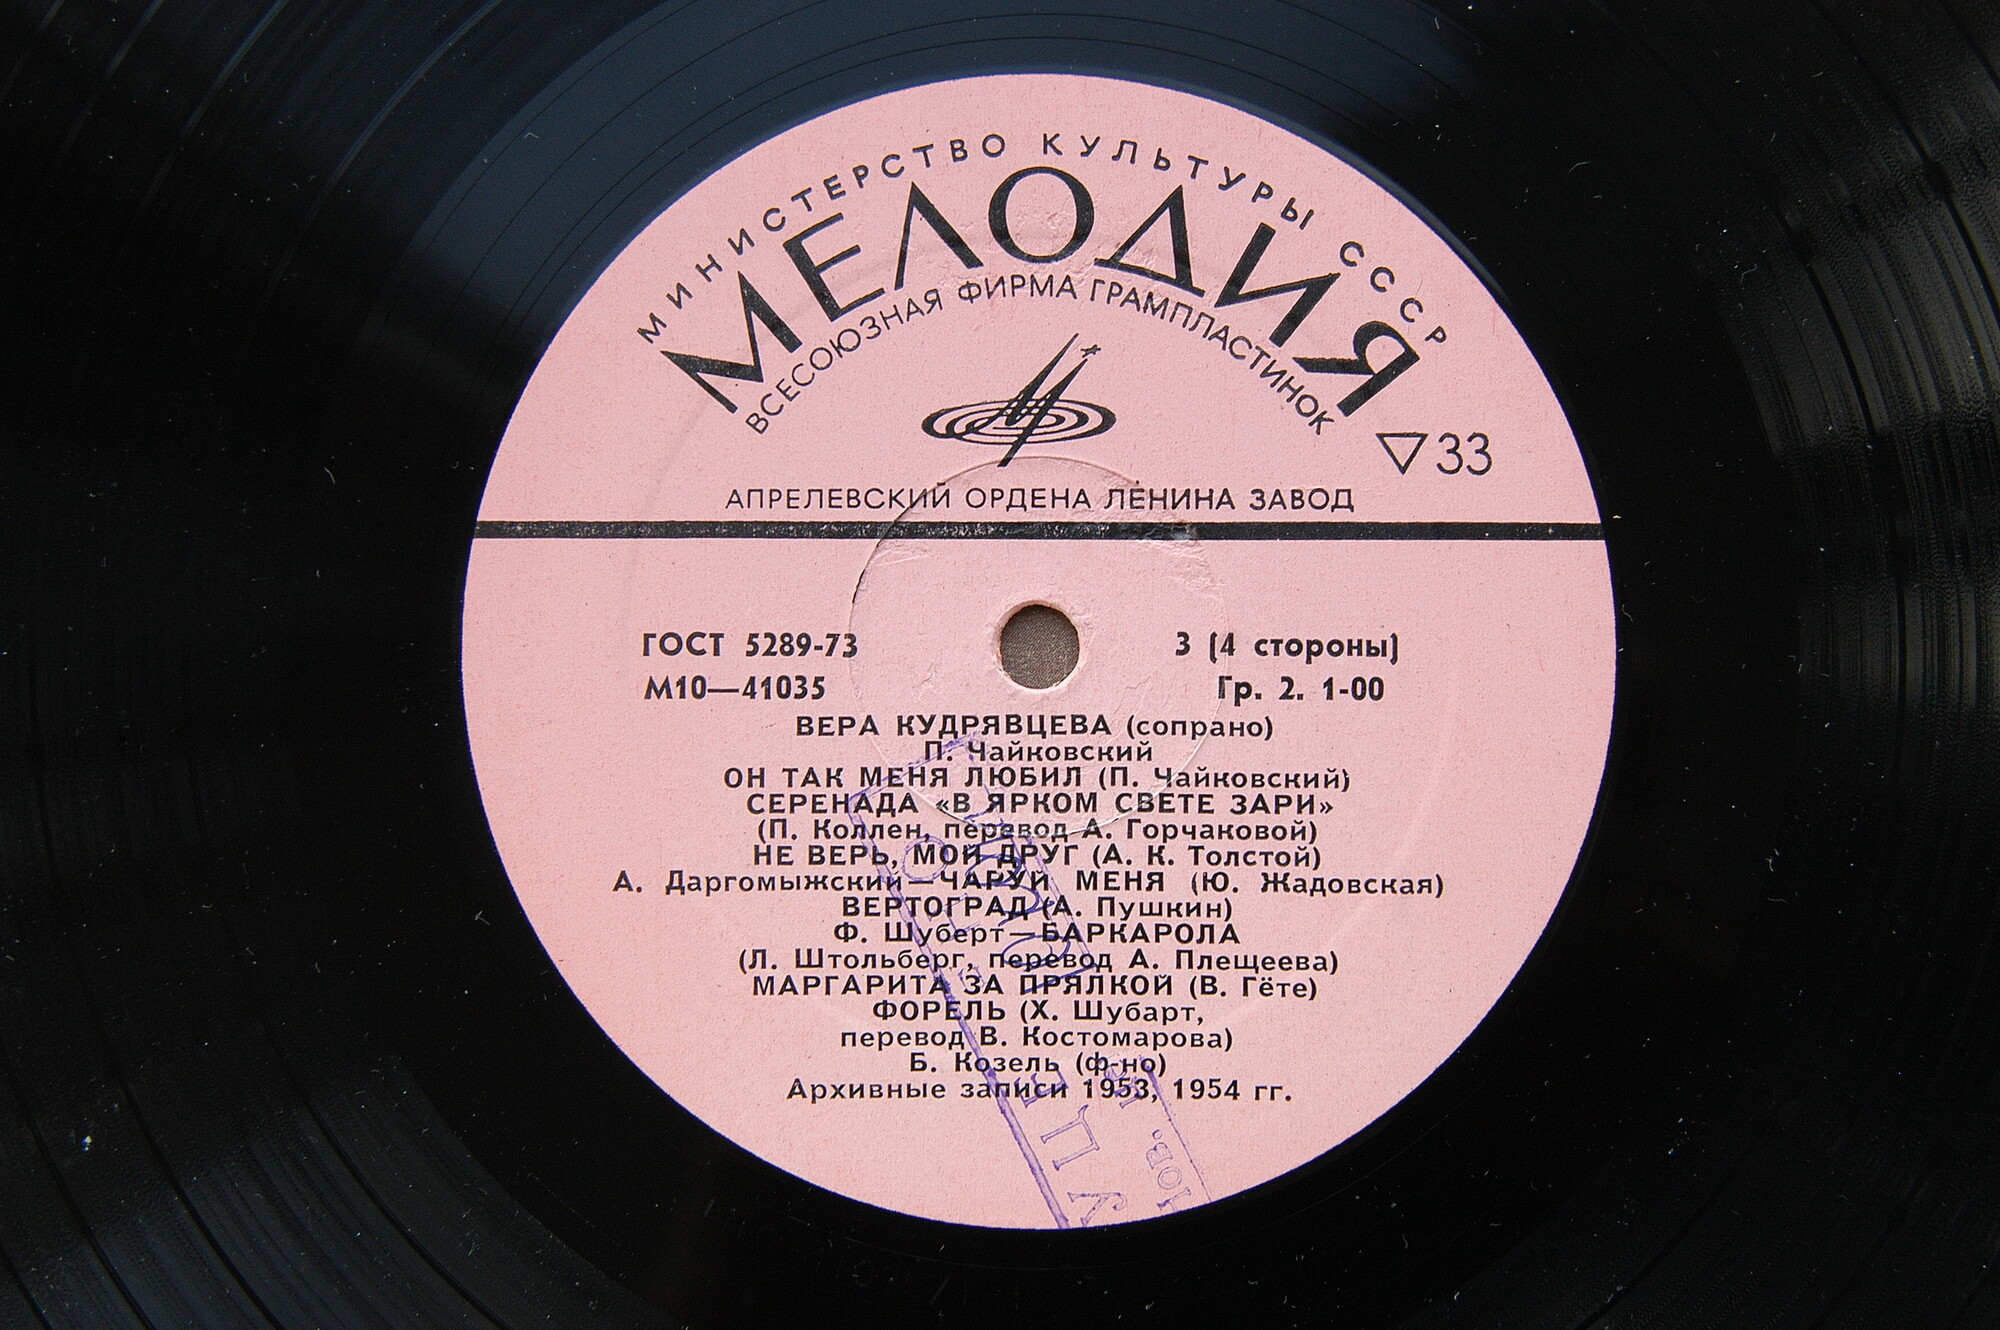 МИНИСТЕРСТВО КУЛЬТУРЫ СССР
МЕЛОДИЯ
ВСЕСОЮЗНАЯ ФИРМА ГРАМПЛАСТИНОК
33
АПРЕЛЕВСКИЙ ОРДЕНА ЛЕНИНА ЗАВОД
ГОСТ 5289-73 3 (4 стороны)
М10—41035 Гр. 2. 1-00
ВЕРА КУДРЯВЦЕВА (сопрано)
П. Чайковский
ОН ТАК МЕНЯ ЛЮБИЛ (П. Чайковский)
СЕРЕНАДА «В ЯРКОМ СВЕТЕ ЗАРИ»
(П. Коллен, перевод А. Горчаковой)
НЕ ВЕРЬ, МОЙ ДРУГ (А. К. Толстой)
А. Даргомыжский—ЧАРУЙ МЕНЯ (Ю. Жадовская)
ВЕРТОГРАД (А. Пушкин)
Ф. Шуберт—БАРКАРОЛА
(Л. Штольберг, перевод А. Плещеева)
МАРГАРИТА ЗА ПРЯЛКОЙ (В. Гёте)
ФОРЕЛЬ (Х. Шубарт,
перевод В. Костомарова)
Б. Козель (ф-но)
Архивные записи 1953, 1954 гг.